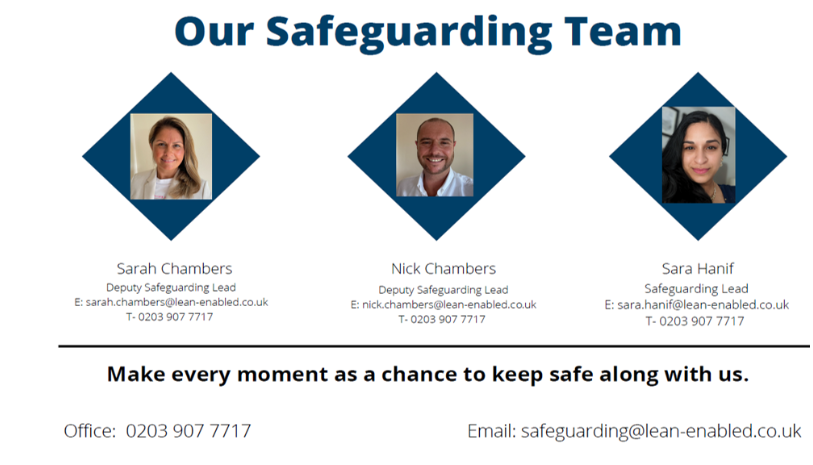 Our Safeguarding Team
Sarah Chambers
Deputy Safeguarding Lead
E: sarah.chambers@lean-enabled.co.uk
T- 0203 907 7717
Nick Chambers
Deputy Safeguarding Lead
E: nick.chambers@lean-enabled.co.uk
T- 0203 907 7717
Sara Hanif
Safeguarding Lead
E: sara.hanif@lean-enabled.co.uk
T- 0203 907 7717
Make every moment as a chance to keep safe along with us.
Office: 0203 907 7717
Email: safeguarding@lean-enabled.co.uk